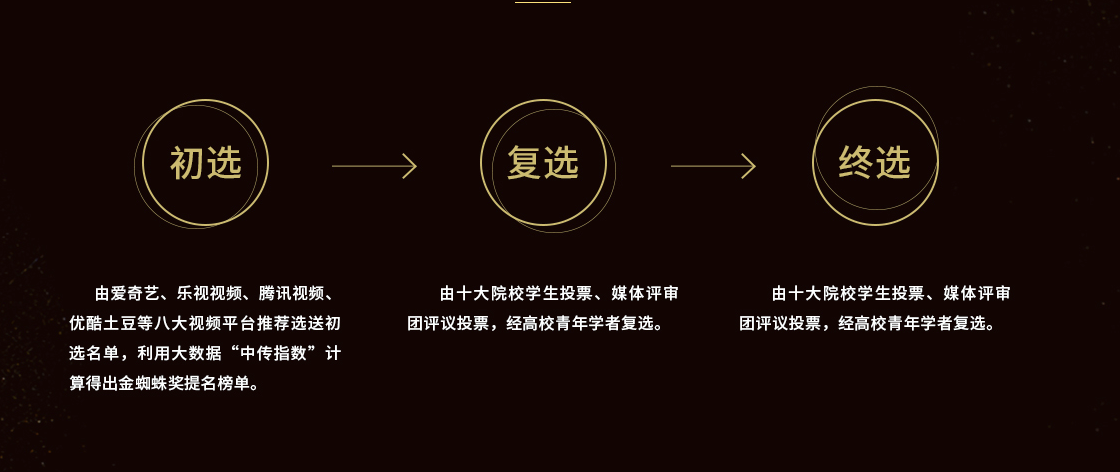 初选
复选
终选
由爱奇艺、乐视视频、腾讯视频、
优酷土豆等八大视频平台推荐选送初
选名单，利用大数据“中传指数”计
算得出金蜘蛛奖提名榜单。
由十大院校学生投票、媒体评审
团评议投票，经高校青年学者复选。
由十大院校学生投票、媒体评审
团评议投票，经高校青年学者复选。